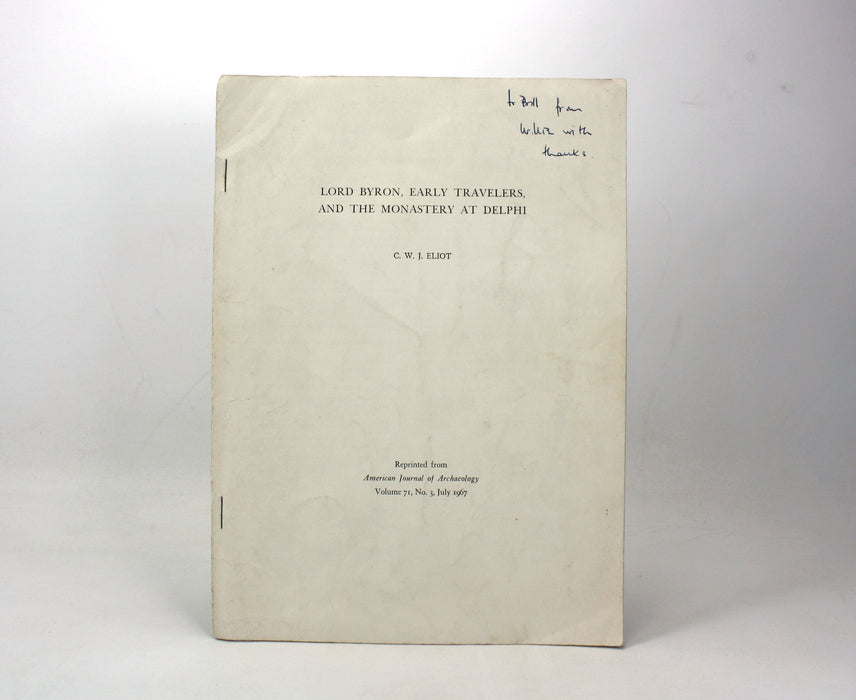 to Bill from
Willie with
thanks.
LORD BYRON, EARLY TRAVELERS,
AND THE MONASTERY AT DELPHI
C. W. J. ELIOT
Reprinted from
American Journal of Archaeology
Volume 71, No. 3, July 1967